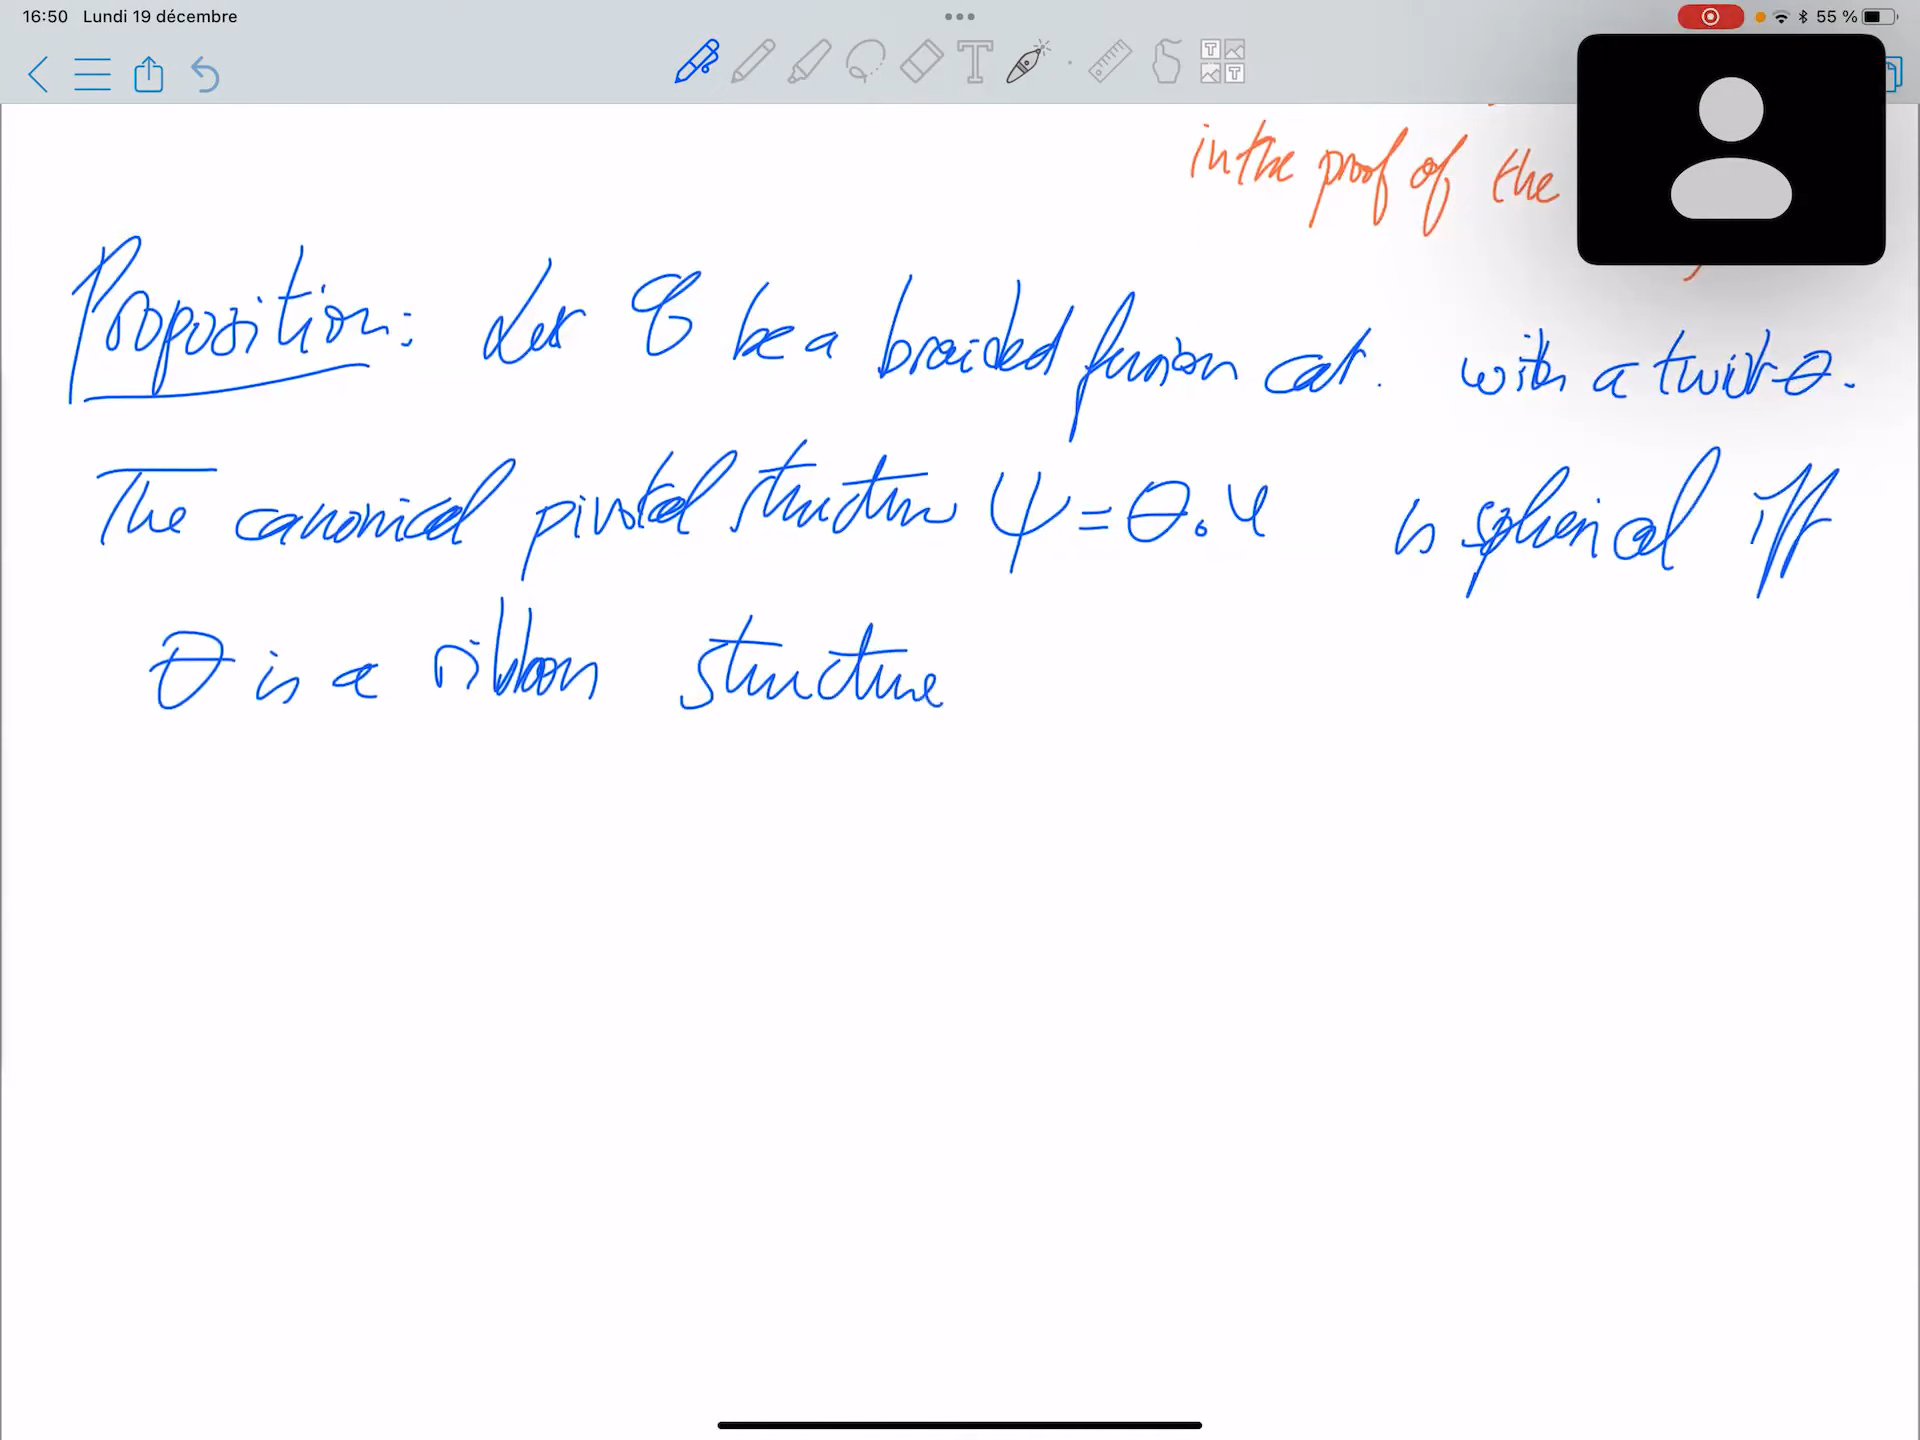 16:50 Lundi 19 décembre
55 %
in the proof of the
Proposition: Let C be a braided fusion cat. with a twist θ.
The canonical pivotal structure ψ = θ.φ is spherical iff
θ is a ribbon structure